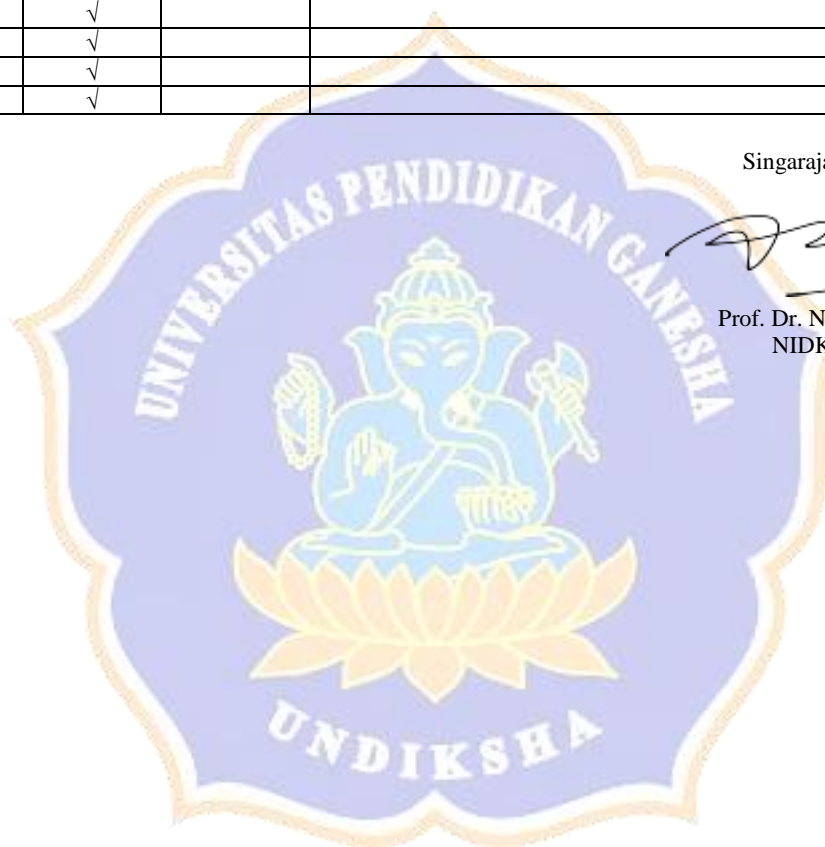 √
√
√
√
Singaraja
Prof. Dr. N
NIDK
UNIVERSITAS PENDIDIKAN GANESHA
UNDIKSHA